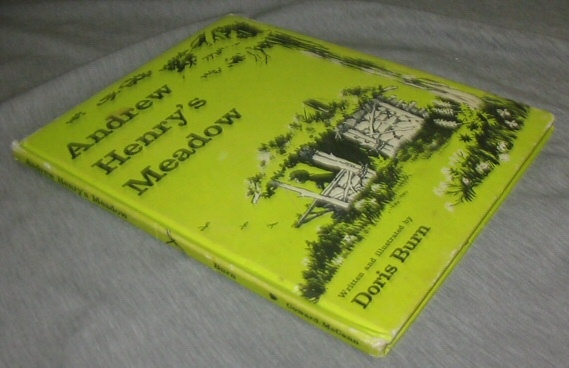 Andrew
Henry's
Meadow
Written and Illustrated by
Doris Burn
Andrew Henry's Meadow
Burn
Coward McCann